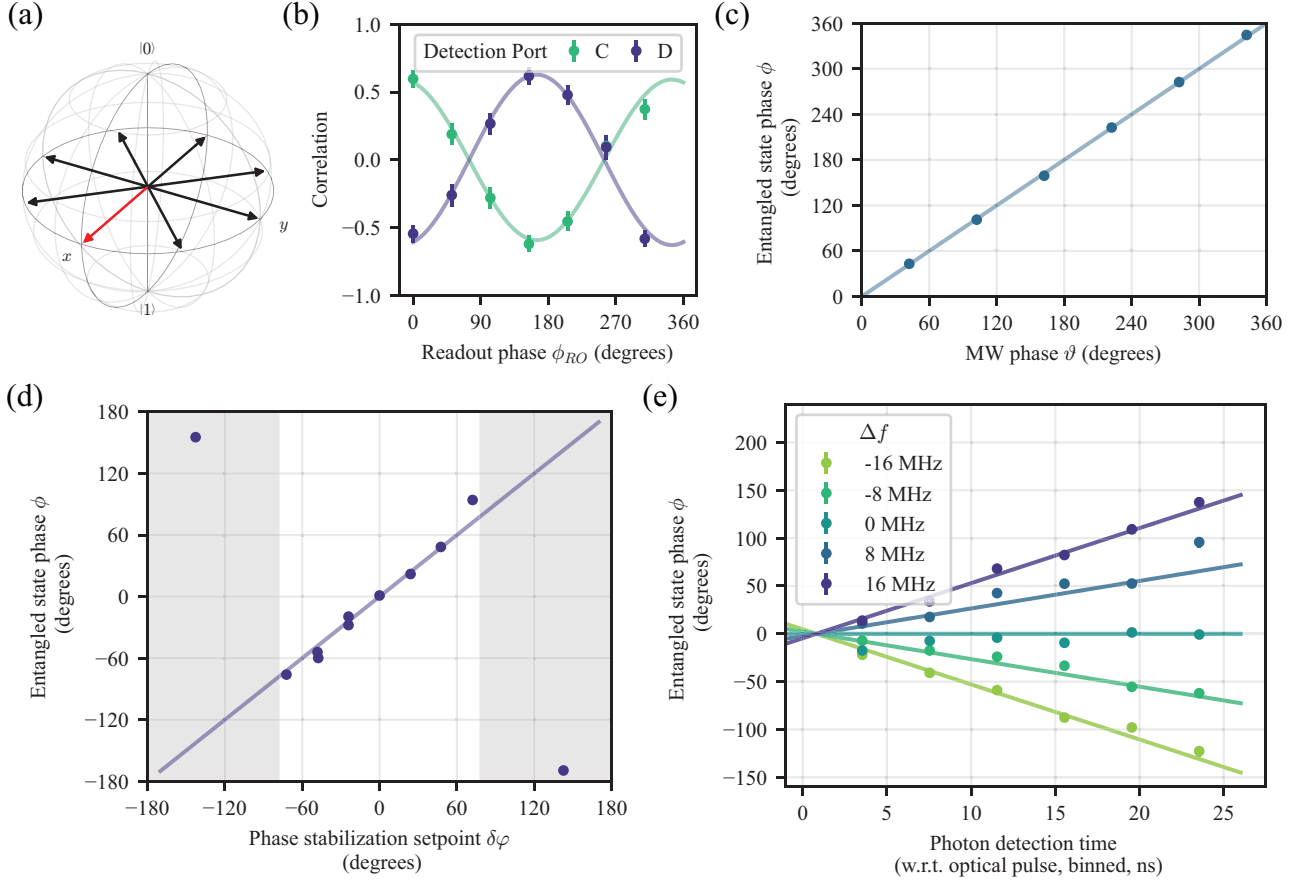 (a)
|0⟩
x
y
|1⟩
(b)
Detection Port C D
1.0
0.5
0.0
−0.5
−1.0
Correlation
0 90 180 270 360
Readout phase ϕRO (degrees)
(c)
360
300
240
180
120
60
0
Entangled state phase ϕ
(degrees)
0 60 120 180 240 300 360
MW phase ϑ (degrees)
(d)
180
120
60
0
−60
−120
−180
Entangled state phase ϕ
(degrees)
−180 −120 −60 0 60 120 180
Phase stabilization setpoint δφ
(degrees)
(e)
Δf
-16 MHz
-8 MHz
0 MHz
8 MHz
16 MHz
200
150
100
50
0
−50
−100
−150
Entangled state phase ϕ
(degrees)
0 5 10 15 20 25
Photon detection time
(w.r.t. optical pulse, binned, ns)